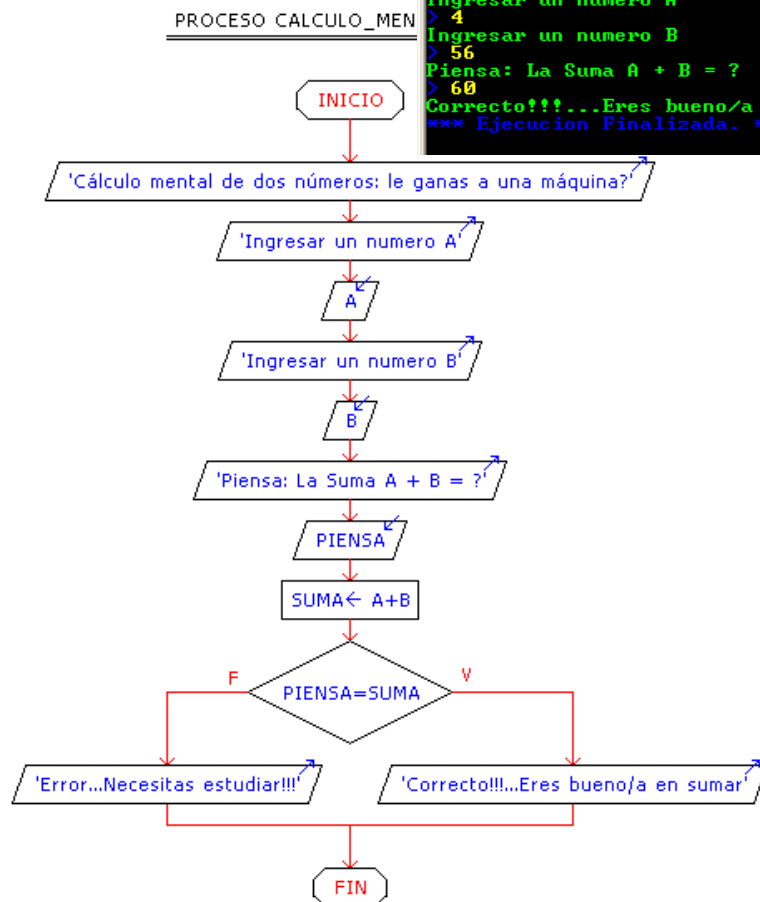 PROCESO CALCULO_MEN
Ingresar un numero A
> 4
Ingresar un numero B
> 56
Piensa: La Suma A + B = ?
> 60
Correcto!!!...Eres bueno/a
*** Ejecucion Finalizada. *
INICIO
'Cálculo mental de dos números: le ganas a una máquina?'
'Ingresar un numero A'
A
'Ingresar un numero B'
B
'Piensa: La Suma A + B = ?'
PIENSA
SUMA← A+B
F
V
PIENSA=SUMA
'Error...Necesitas estudiar!!!'
'Correcto!!!...Eres bueno/a en sumar'
FIN